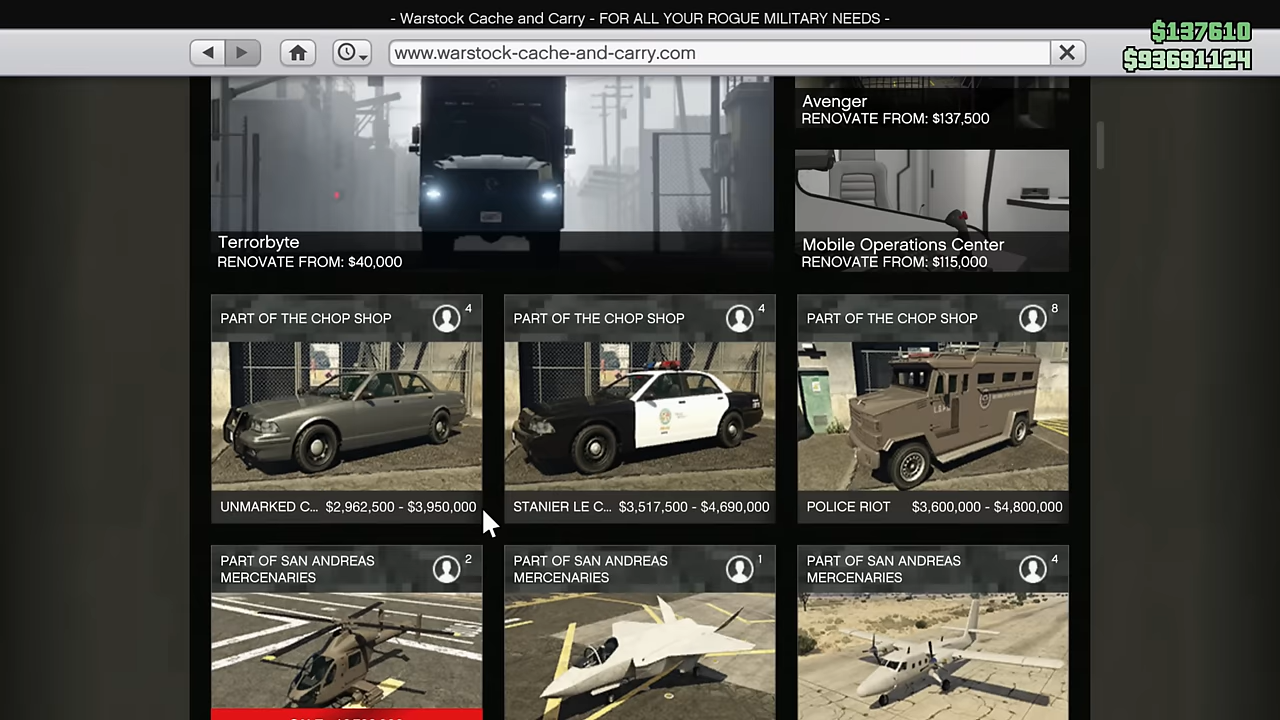 - Warstock Cache and Carry - FOR ALL YOUR ROGUE MILITARY NEEDS -
$137610
www.warstock-cache-and-carry.com
$93691124
Avenger
RENOVATE FROM: $137,500
Terrorbyte
RENOVATE FROM: $40,000
Mobile Operations Center
RENOVATE FROM: $115,000
PART OF THE CHOP SHOP 4
PART OF THE CHOP SHOP 4
PART OF THE CHOP SHOP 8
UNMARKED C... $2,962,500 - $3,950,000
STANIER LE C... $3,517,500 - $4,690,000
POLICE RIOT $3,600,000 - $4,800,000
PART OF SAN ANDREAS
MERCENARIES 2
PART OF SAN ANDREAS
MERCENARIES 1
PART OF SAN ANDREAS
MERCENARIES 4